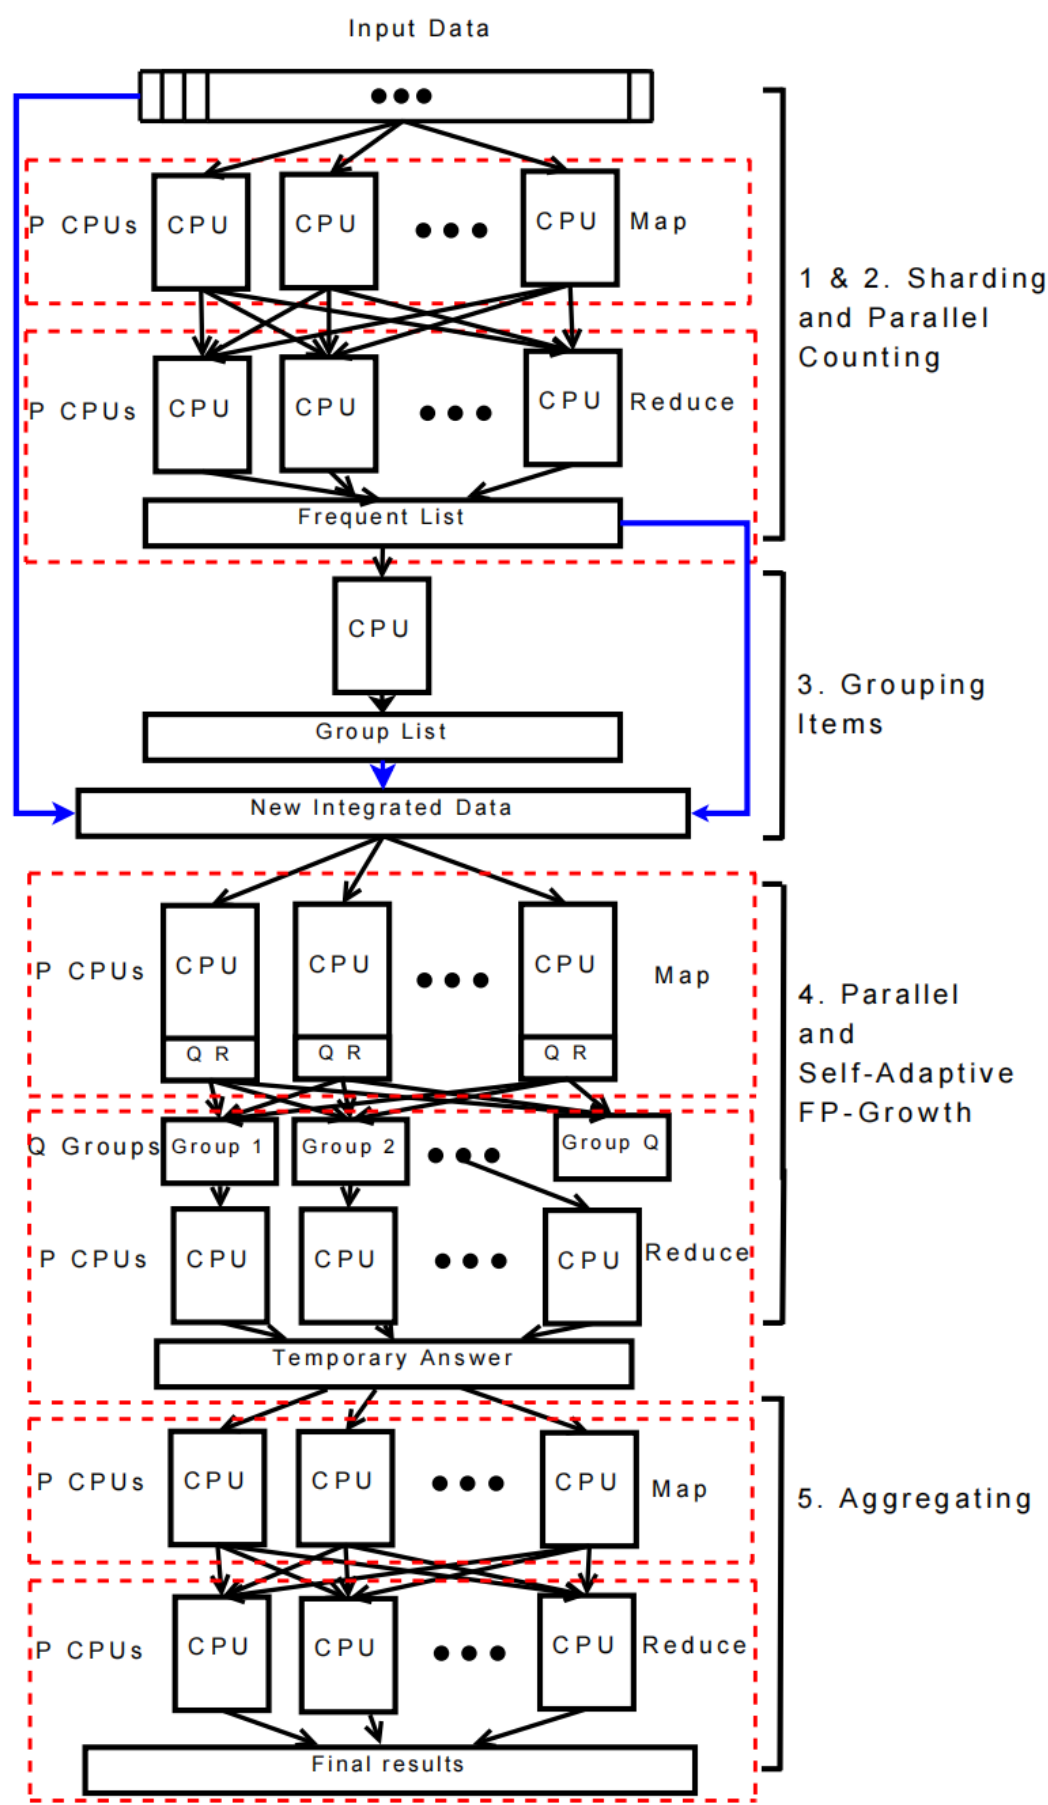 Input Data
P CPUs
CPU
CPU
CPU
Map
1 & 2. Sharding
and Parallel
Counting
P CPUs
CPU
CPU
CPU
Reduce
Frequent List
CPU
3. Grouping
Items
Group List
New Integrated Data
P CPUs
CPU
CPU
CPU
Map
Q R
Q R
Q R
4. Parallel
and
Self-Adaptive
FP-Growth
Q Groups
Group 1
Group 2
Group Q
P CPUs
CPU
CPU
CPU
Reduce
Temporary Answer
P CPUs
CPU
CPU
CPU
Map
5. Aggregating
P CPUs
CPU
CPU
CPU
Reduce
Final results